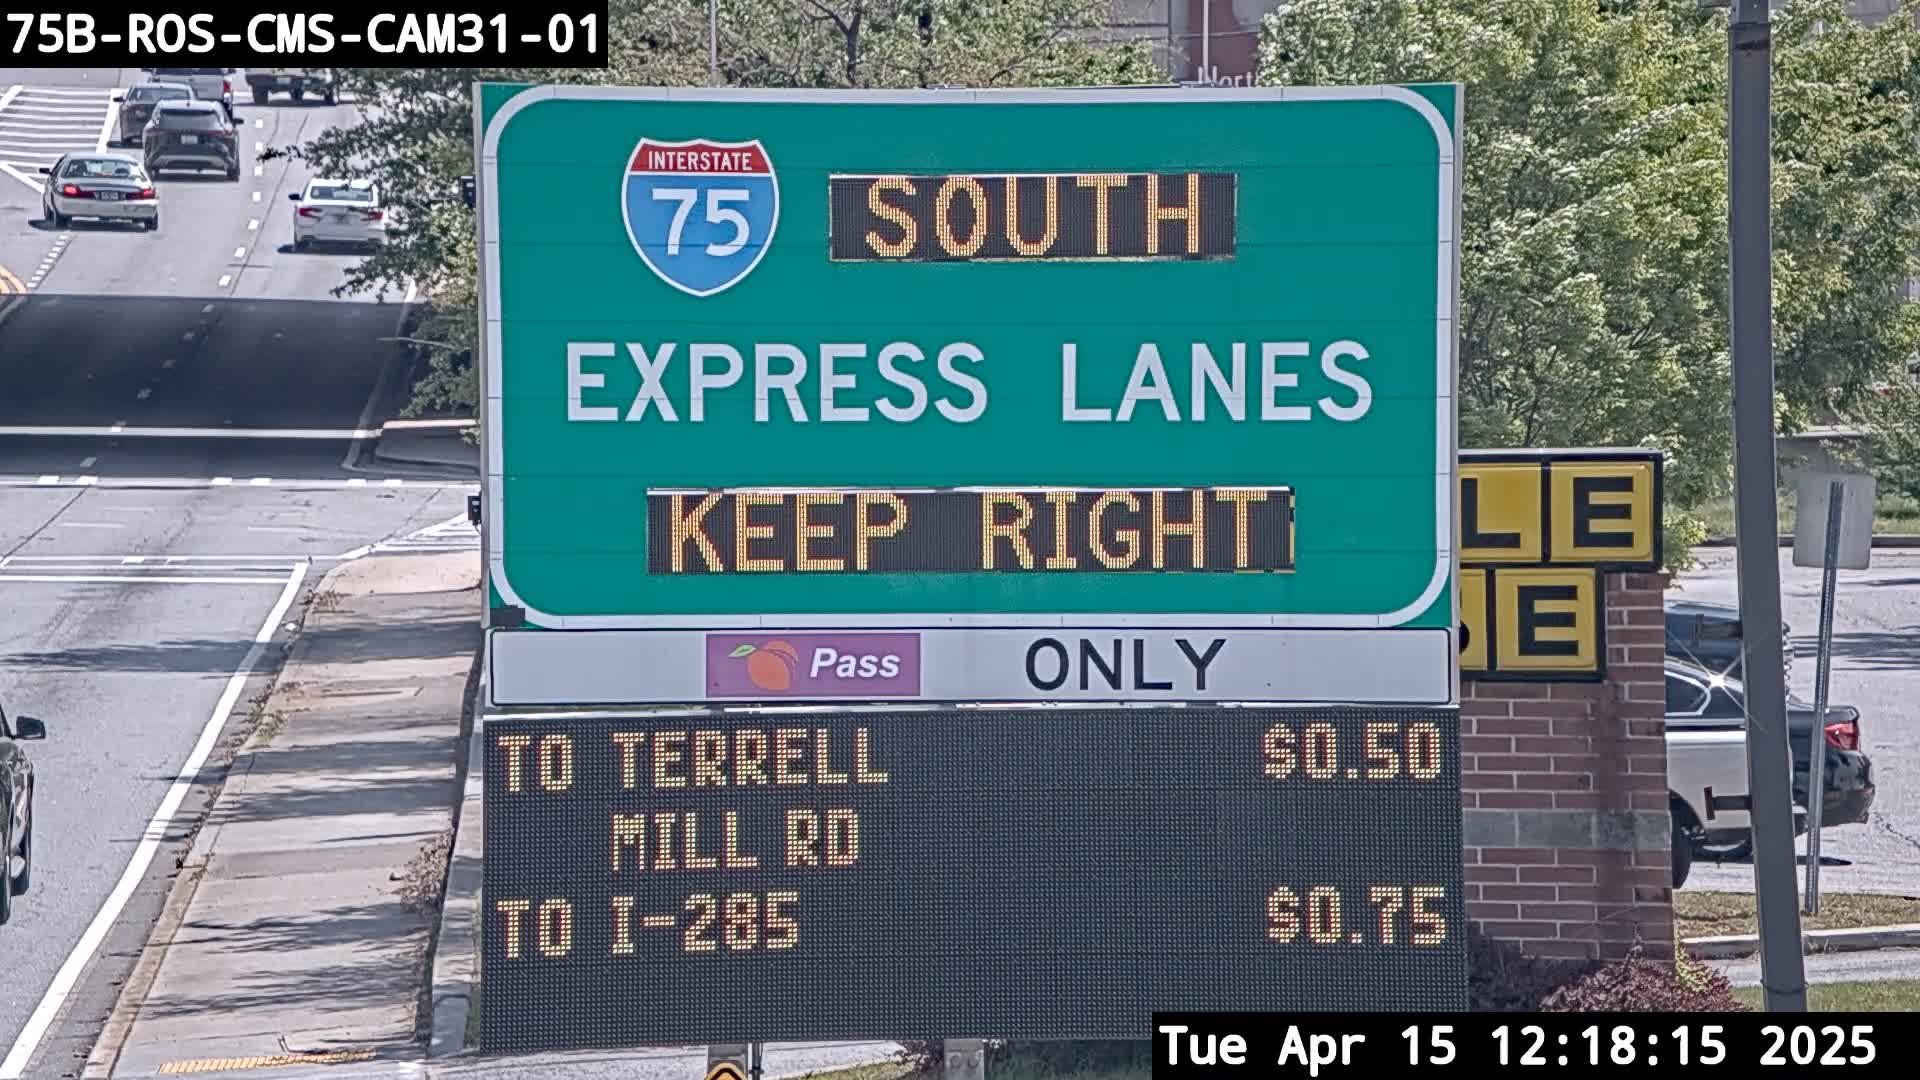 75B-ROS-CMS-CAM31-01
INTERSTATE
75
SOUTH
EXPRESS LANES
KEEP RIGHT
LE
E
Pass ONLY
TO TERRELL $0.50
MILL RD
TO I-285 $0.75
Tue Apr 15 12:18:15 2025